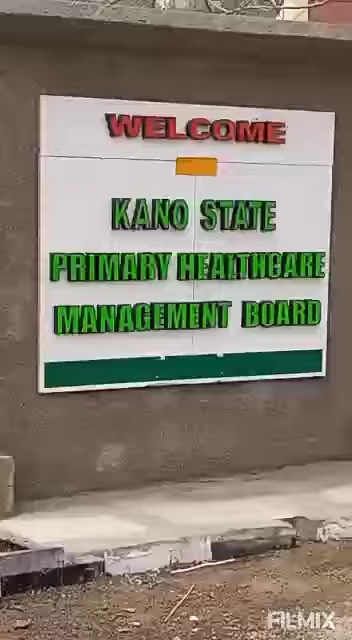 WELCOME
KANO STATE
PRIMARY HEALTHCARE
MANAGEMENT BOARD
FILMIX